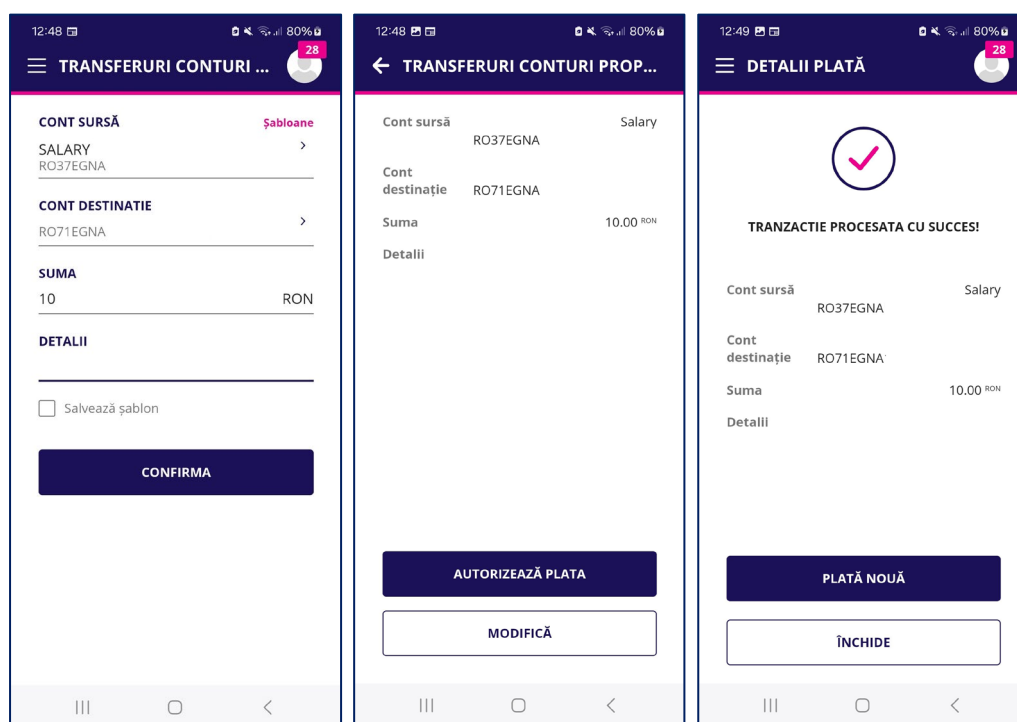 12:48
80%
28
TRANSFERURI CONTURI ...
CONT SURSĂ
Șabloane
SALARY
RO37EGNA
CONT DESTINATIE
RO71EGNA
SUMA
10
RON
DETALII
Salvează șablon
CONFIRMA
12:48
80%
TRANSFERURI CONTURI PROP...
Cont sursă
Salary
RO37EGNA
Cont
destinație
RO71EGNA
Suma
10.00 RON
Detalii
AUTORIZEAZĂ PLATA
MODIFICĂ
12:49
80%
28
DETALII PLATĂ
TRANZACTIE PROCESATA CU SUCCES!
Cont sursă
Salary
RO37EGNA
Cont
destinație
RO71EGNA
Suma
10.00 RON
Detalii
PLATĂ NOUĂ
ÎNCHIDE